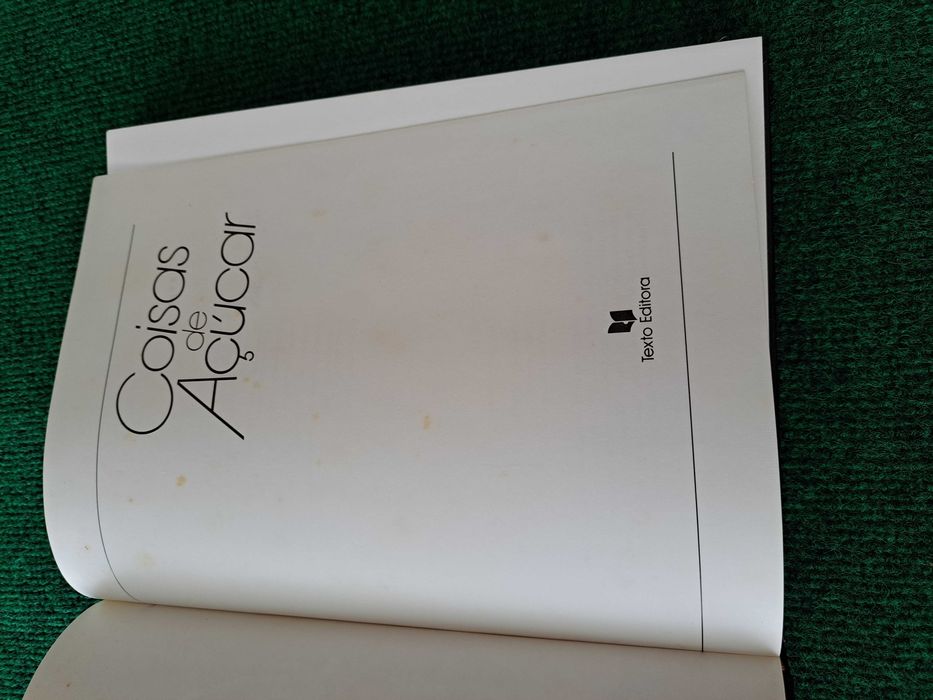 Coisas
de
Açúcar
Texto Editora